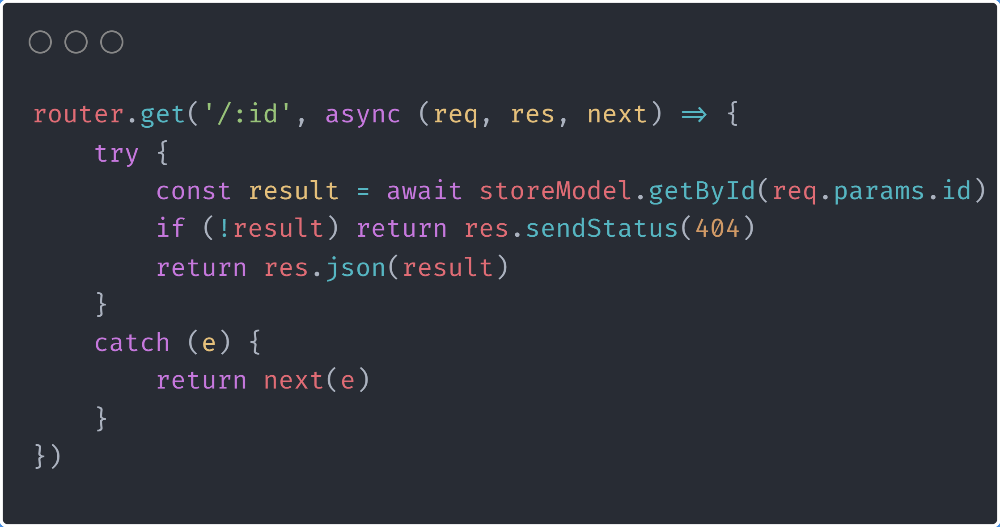 router.get('/:id', async (req, res, next) => {
    try {
        const result = await storeModel.getById(req.params.id)
        if (!result) return res.sendStatus(404)
        return res.json(result)
    }
    catch (e) {
        return next(e)
    }
})